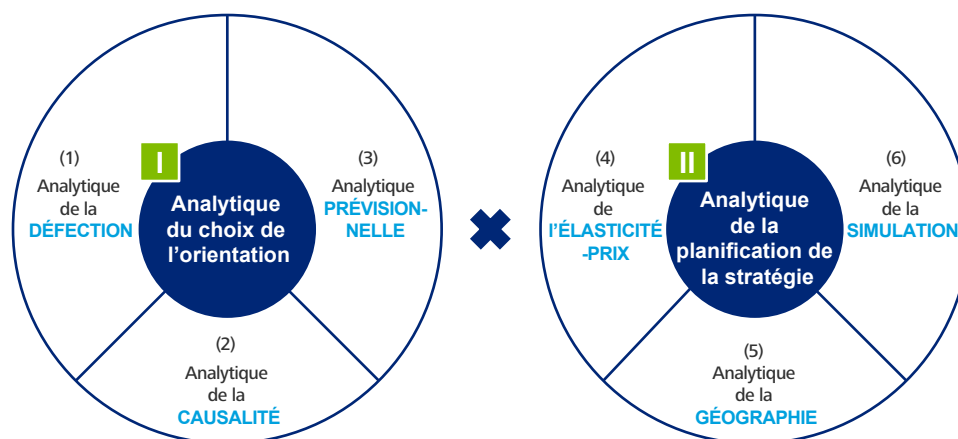 I
Analytique
du choix de
l'orientation
(1)
Analytique
de la
DÉFECTION
(2)
Analytique
de la
CAUSALITÉ
(3)
Analytique
PRÉVISION-
NELLE
II
Analytique
de la
planification de
la stratégie
(4)
Analytique
de
l'ÉLASTICITÉ
-PRIX
(5)
Analytique
de la
GÉOGRAPHIE
(6)
Analytique
de la
SIMULATION